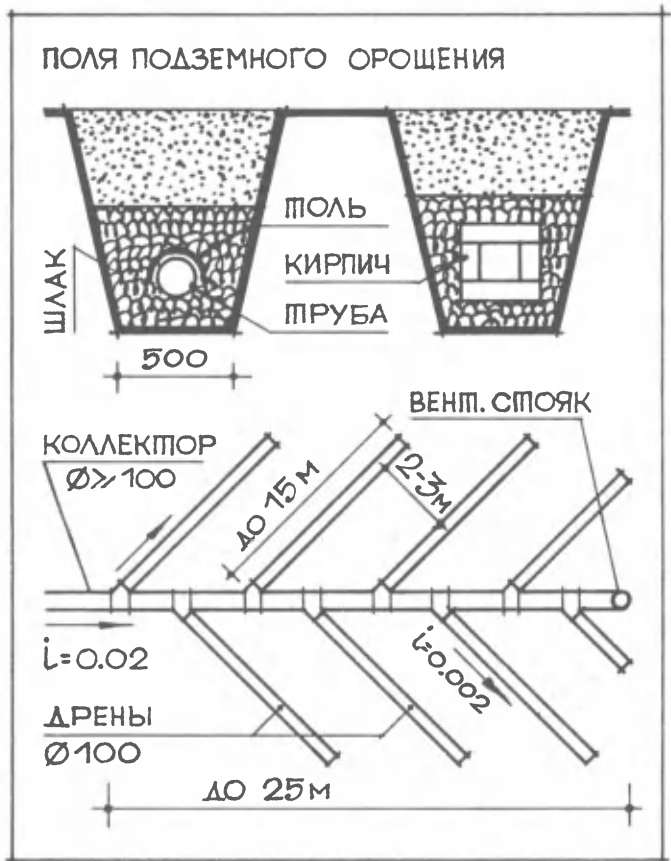 ПОЛЯ ПОДЗЕМНОГО ОРОШЕНИЯ
ТОЛЬ
ШЛАК
КИРПИЧ
ТРУБА
500
ВЕНТ. СТОЯК
КОЛЛЕКТОР
Ø≥100
ДО 15 М
2-3М
i=0.02
i=0.002
ДРЕНЫ
Ø100
ДО 25М